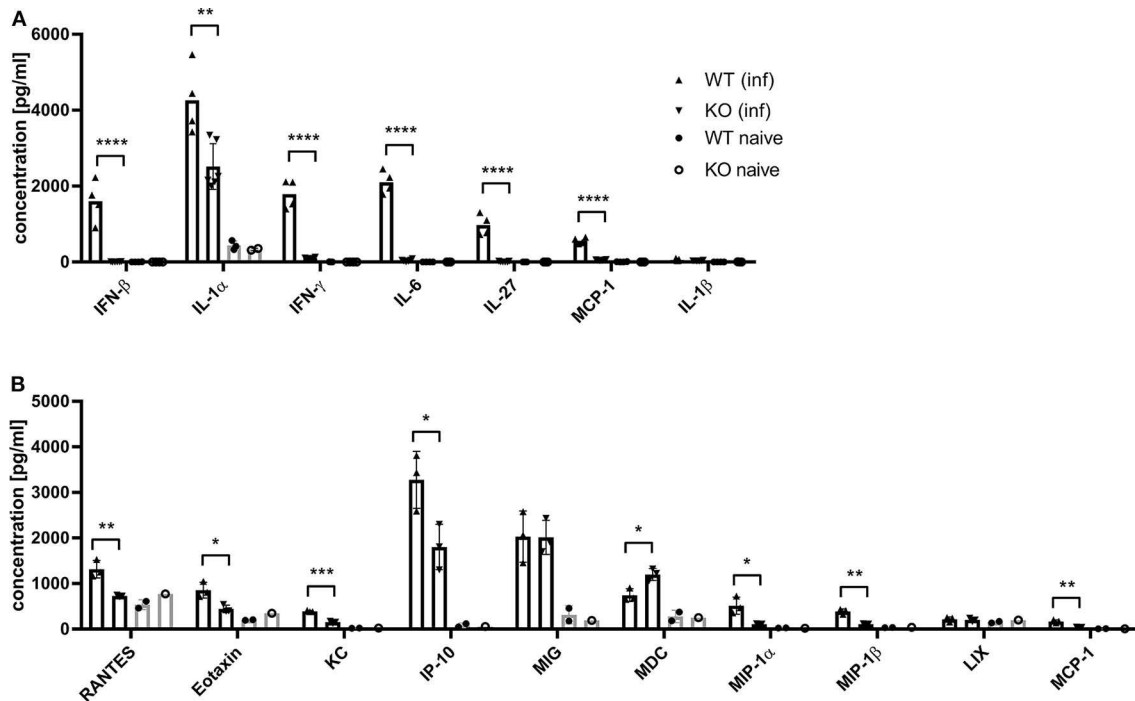 A
6000
4000
2000
0
concentration [pg/ml]
**
****
****
****
****
****
WT (inf)
KO (inf)
WT naive
KO naive
IFN-β
IL-1α
IFN-γ
IL-6
IL-27
MCP-1
IL-1β
B
5000
4000
3000
2000
1000
0
concentration [pg/ml]
**
*
***
*
*
*
**
**
RANTES
Eotaxin
KC
IP-10
MIG
MDC
MIP-1α
MIP-1β
LIX
MCP-1